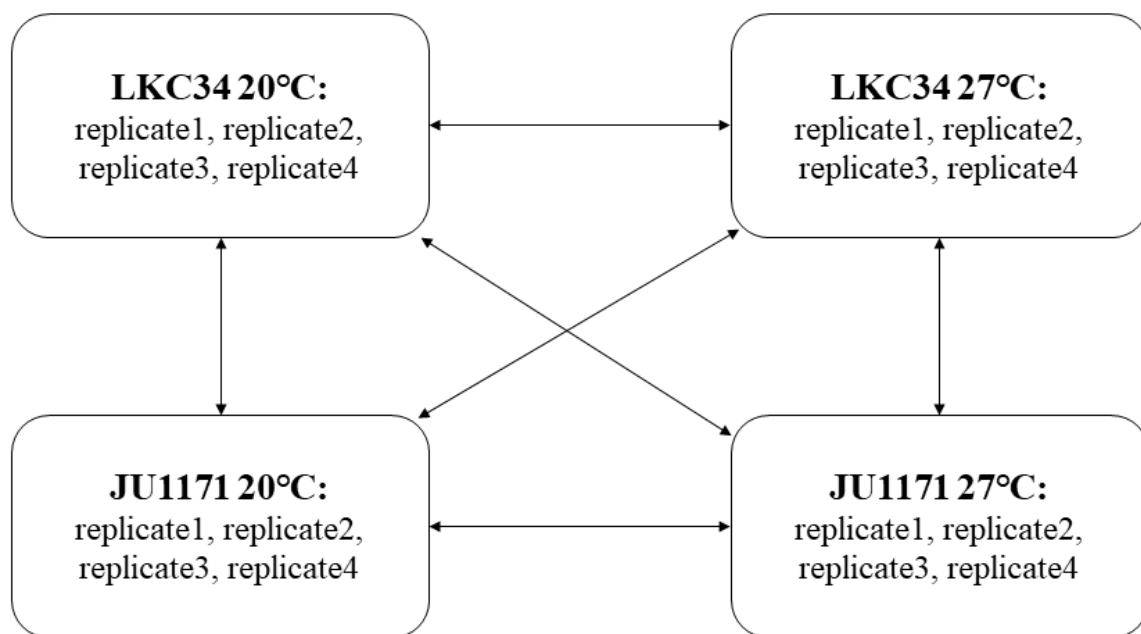 LKC34 20°C:
replicate1, replicate2,
replicate3, replicate4
LKC34 27°C:
replicate1, replicate2,
replicate3, replicate4
JU1171 20°C:
replicate1, replicate2,
replicate3, replicate4
JU1171 27°C:
replicate1, replicate2,
replicate3, replicate4